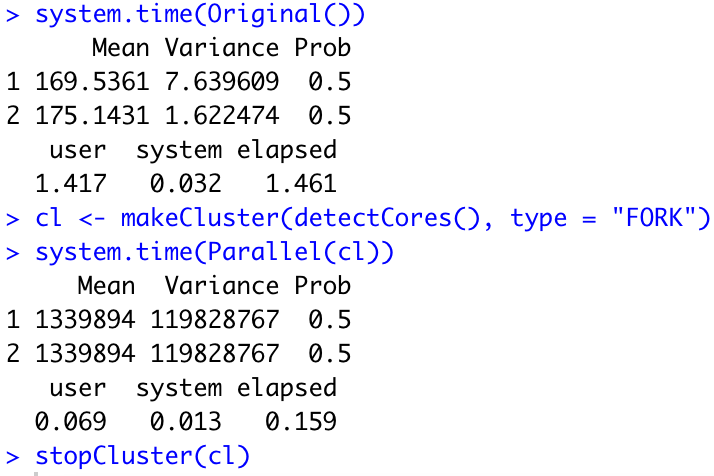 > system.time(Original())
Mean Variance Prob
1 169.5361 7.639609 0.5
2 175.1431 1.622474 0.5
user system elapsed
1.417 0.032 1.461
> cl <- makeCluster(detectCores(), type = "FORK")
> system.time(Parallel(cl))
Mean Variance Prob
1 1339894 119828767 0.5
2 1339894 119828767 0.5
user system elapsed
0.069 0.013 0.159
> stopCluster(cl)